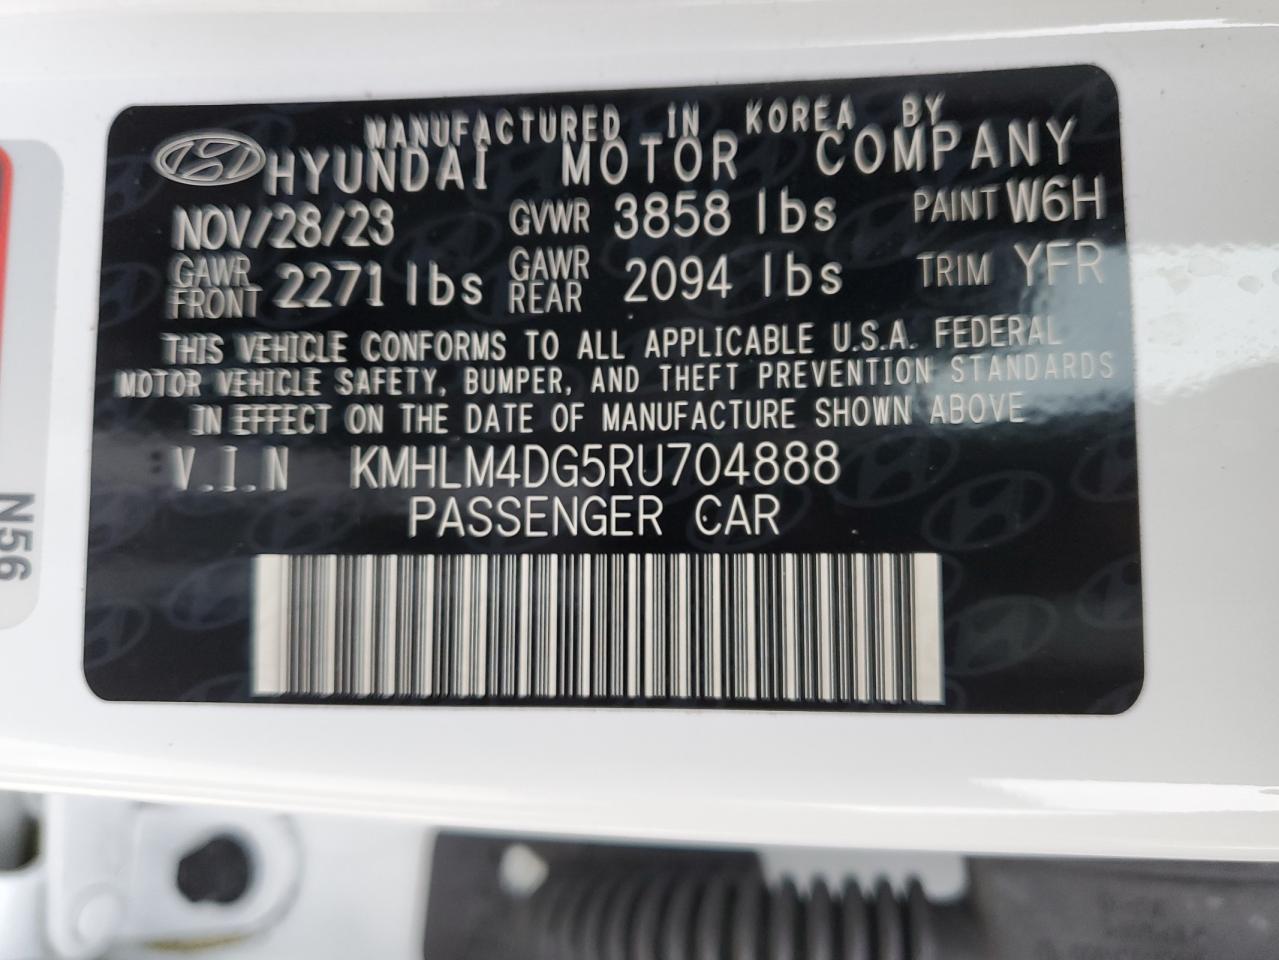 MANUFACTURED IN KOREA BY
HYUNDAI MOTOR COMPANY
NOV/28/23 GVWR 3858 lbs PAINT W6H
GAWR FRONT 2271 lbs GAWR REAR 2094 lbs TRIM YFR
THIS VEHICLE CONFORMS TO ALL APPLICABLE U.S.A. FEDERAL
MOTOR VEHICLE SAFETY, BUMPER, AND THEFT PREVENTION STANDARDS
IN EFFECT ON THE DATE OF MANUFACTURE SHOWN ABOVE
V.I.N KMHLM4DG5RU704888
PASSENGER CAR
N56